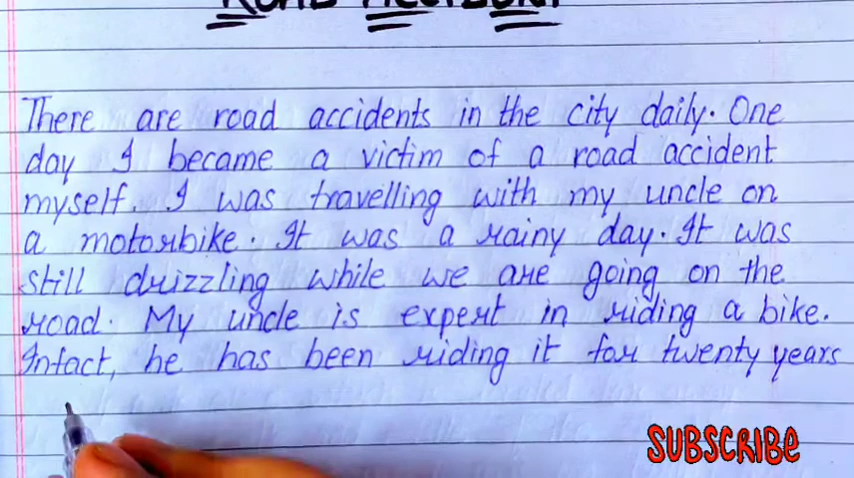 ROAD ACCIDENT
There are road accidents in the city daily. One
day I became a victim of a road accident
myself. I was travelling with my uncle on
a motorbike. It was a rainy day. It was
still drizzling while we are going on the
road. My uncle is expert in riding a bike.
Infact, he has been riding it for twenty years
SUBSCRIBE